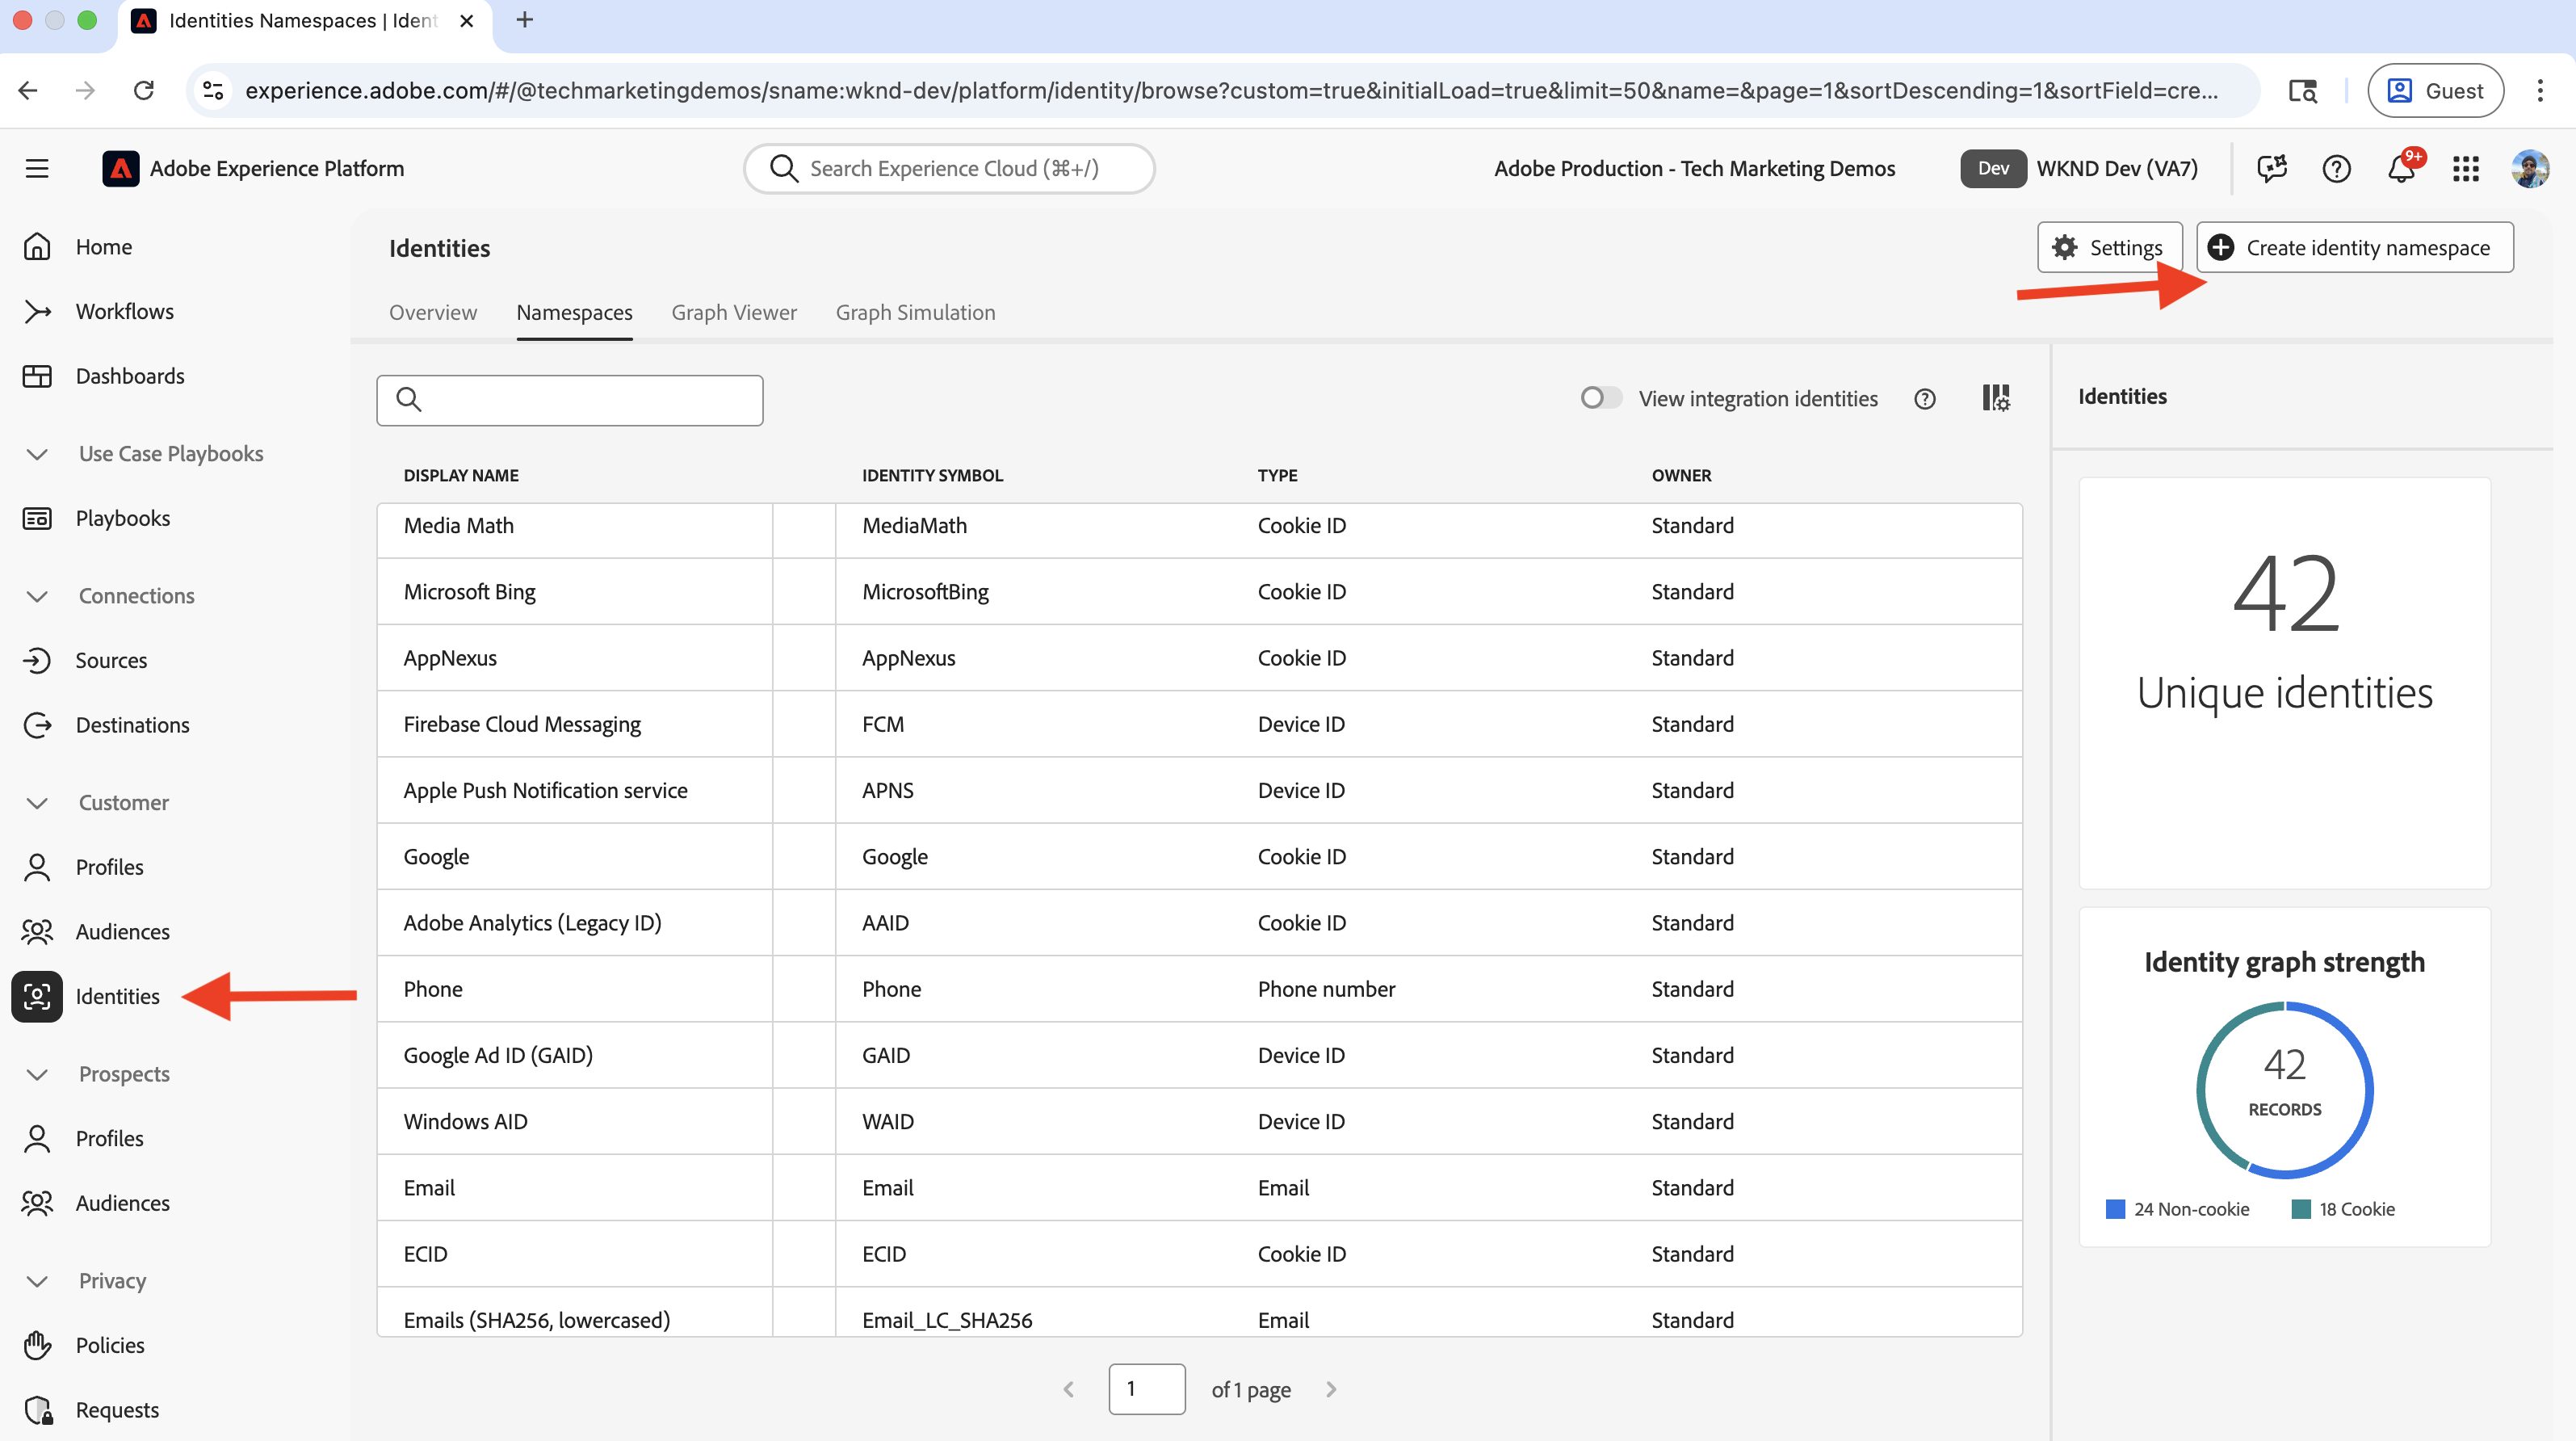 Identities Namespaces | Ident
experience.adobe.com/#/@techmarketingdemos/sname:wknd-dev/platform/identity/browse?custom=true&initialLoad=true&limit=50&name=&page=1&sortDescending=1&sortField=cre...
Guest
Adobe Experience Platform
Search Experience Cloud (⌘+/)
Adobe Production - Tech Marketing Demos
Dev
WKND Dev (VA7)
9+
Home
Workflows
Dashboards
Use Case Playbooks
Playbooks
Connections
Sources
Destinations
Customer
Profiles
Audiences
Identities
Prospects
Profiles
Audiences
Privacy
Policies
Requests
Identities
Settings
Create identity namespace
Overview Namespaces Graph Viewer Graph Simulation
View integration identities
DISPLAY NAME IDENTITY SYMBOL TYPE OWNER
Media Math MediaMath Cookie ID Standard
Microsoft Bing MicrosoftBing Cookie ID Standard
AppNexus AppNexus Cookie ID Standard
Firebase Cloud Messaging FCM Device ID Standard
Apple Push Notification service APNS Device ID Standard
Google Google Cookie ID Standard
Adobe Analytics (Legacy ID) AAID Cookie ID Standard
Phone Phone Phone number Standard
Google Ad ID (GAID) GAID Device ID Standard
Windows AID WAID Device ID Standard
Email Email Email Standard
ECID ECID Cookie ID Standard
Emails (SHA256, lowercased) Email_LC_SHA256 Email Standard
1 of 1 page
Identities
42
Unique identities
Identity graph strength
42
RECORDS
24 Non-cookie 18 Cookie